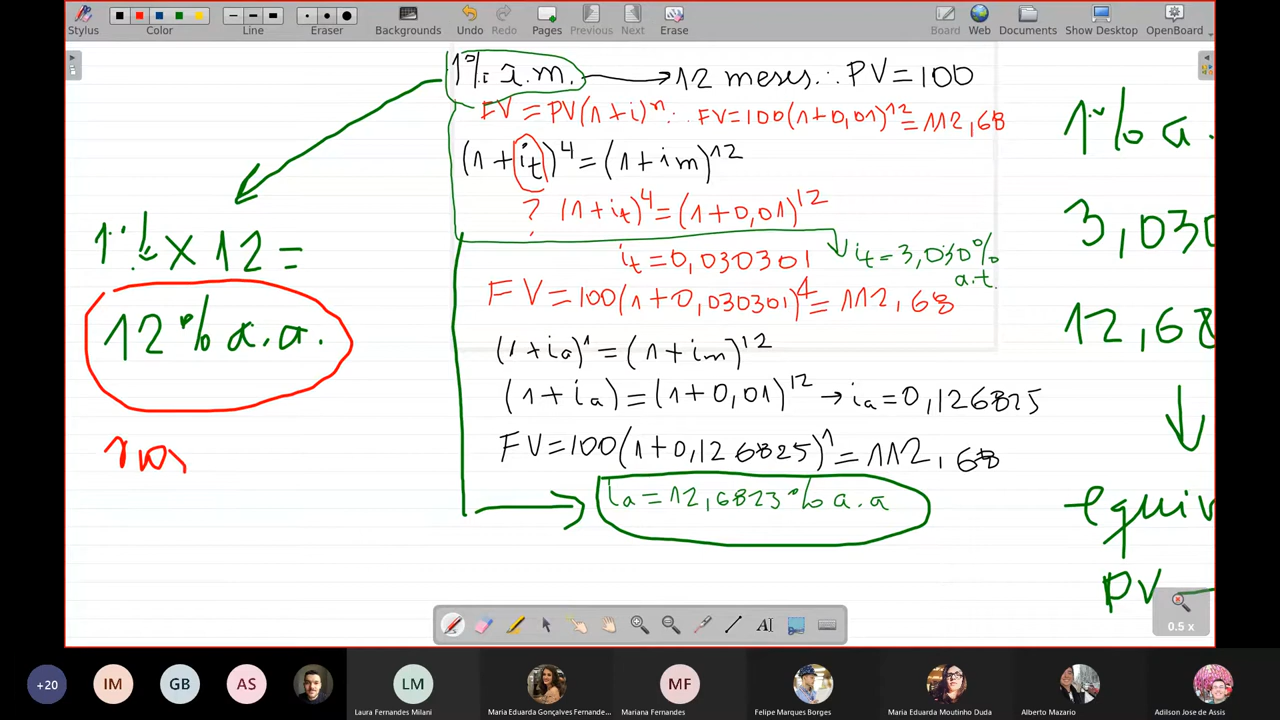 Stylus Color Line Eraser Backgrounds Undo Redo Pages Previous Next Erase Board Web Documents Show Desktop OpenBoard
1% a.m. → 12 meses ∴ PV = 100
FV = PV(1+i)^n ∴ FV = 100(1+0,01)^12 = 112,68
(1+it)^4 = (1+im)^12
? (1+it)^4 = (1+0,01)^12
it = 0,030301
it = 3,030% a.t.
FV = 100(1+0,030301)^4 = 112,68
(1+ia)^1 = (1+im)^12
(1+ia) = (1+0,01)^12 → ia = 0,126825
FV = 100(1+0,126825)^1 = 112,68
ia = 12,6823% a.a
1% x 12 =
12% a.a.
1% a.
3,030
12,68
equiv
PV
0.5 x
+20 IM GB AS LM MF
Laura Fernandes Milani Maria Eduarda Gonçalves Fernande... Mariana Fernandes Felipe Marques Borges Maria Eduarda Moutinho Duda Alberto Mazario Adilson Jose de Assis